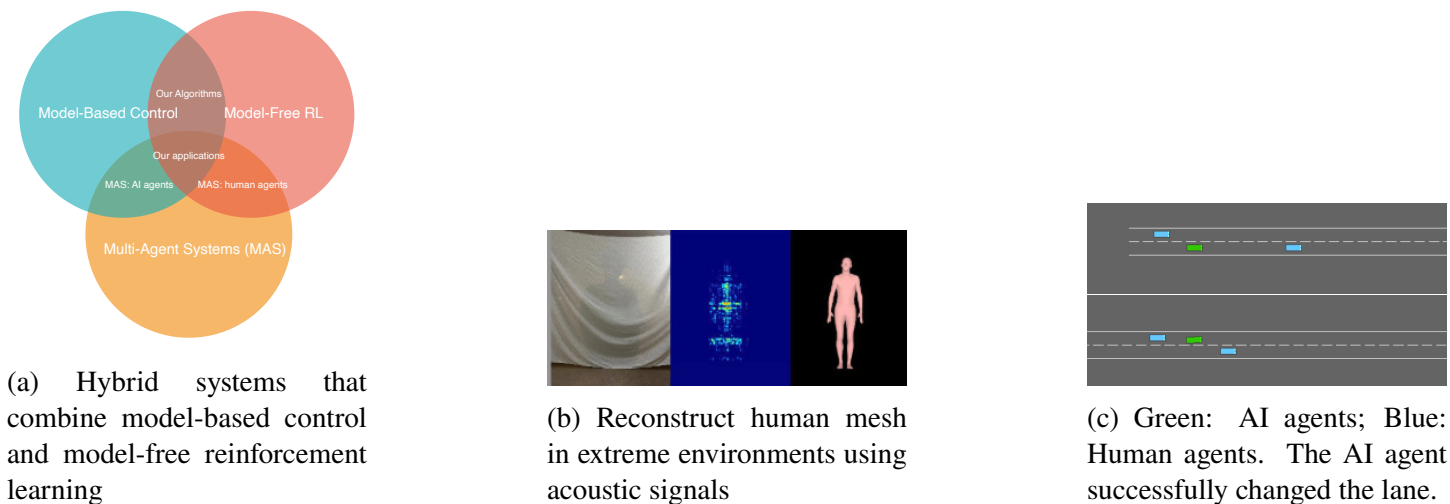 Our Algorithms
Model-Based Control
Model-Free RL
Our applications
MAS: AI agents
MAS: human agents
Multi-Agent Systems (MAS)
(a) Hybrid systems that
combine model-based control
and model-free reinforcement
learning
(b) Reconstruct human mesh
in extreme environments using
acoustic signals
(c) Green: AI agents; Blue:
Human agents. The AI agent
successfully changed the lane.